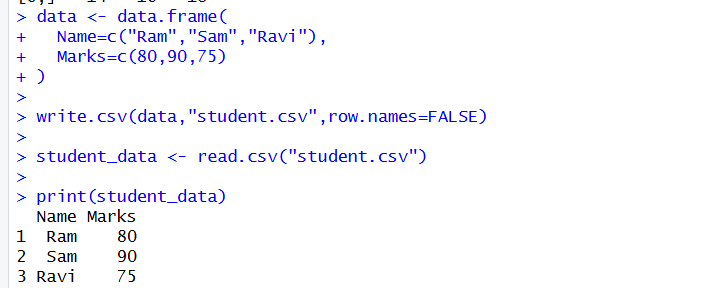 > data <- data.frame(
+   Name=c("Ram","Sam","Ravi"),
+   Marks=c(80,90,75)
+ )
>
> write.csv(data,"student.csv",row.names=FALSE)
>
> student_data <- read.csv("student.csv")
>
> print(student_data)
  Name Marks
1  Ram    80
2  Sam    90
3 Ravi    75